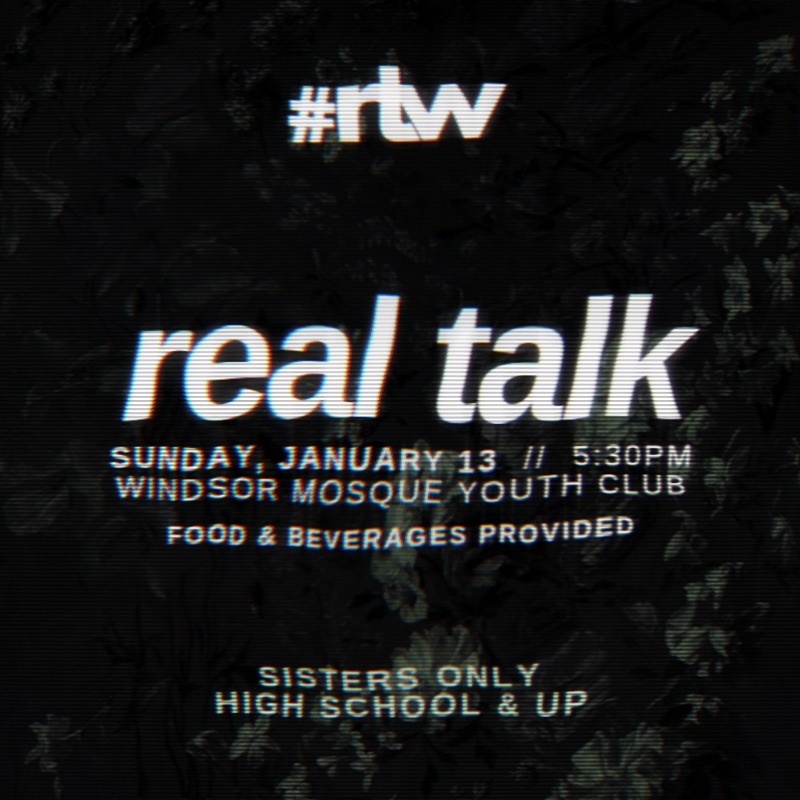 #rtw
real talk
SUNDAY, JANUARY 13 // 5:30PM
WINDSOR MOSQUE YOUTH CLUB
FOOD & BEVERAGES PROVIDED
SISTERS ONLY
HIGH SCHOOL & UP